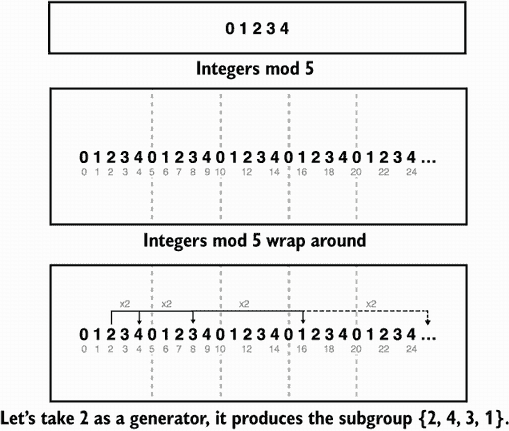 0 1 2 3 4
Integers mod 5
0 1 2 3 4 0 1 2 3 4 0 1 2 3 4 0 1 2 3 4 0 1 2 3 4 ...
0 1 2 3 4 5 6 7 8 9 10 12 14 16 18 20 22 24
Integers mod 5 wrap around
x2 x2 x2 x2
0 1 2 3 4 0 1 2 3 4 0 1 2 3 4 0 1 2 3 4 0 1 2 3 4 ...
0 1 2 3 4 5 6 7 8 9 10 12 14 16 18 20 22 24
Let’s take 2 as a generator, it produces the subgroup {2, 4, 3, 1}.